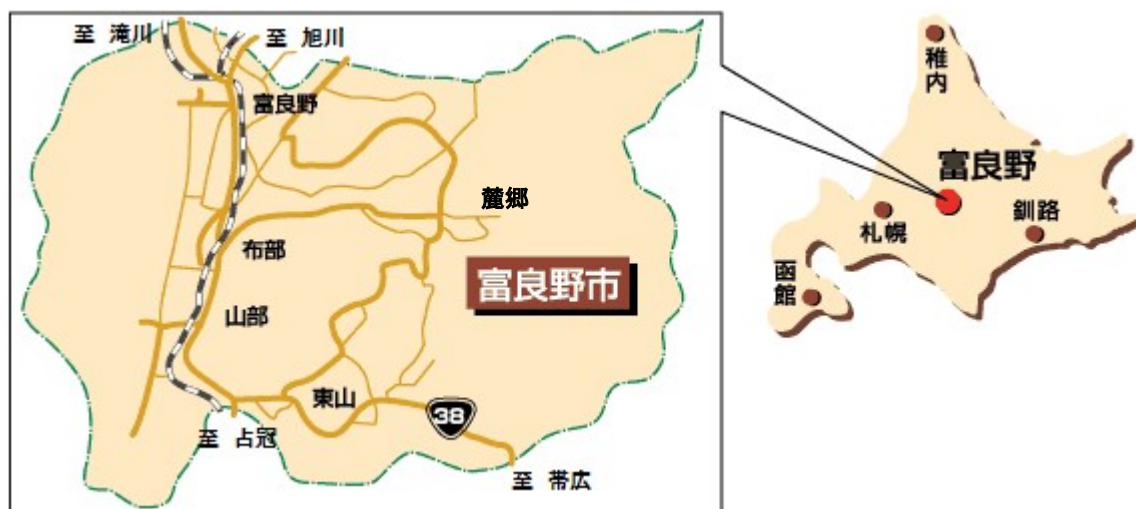 至 滝川
至 旭川
富良野
麓郷
布部
富良野市
山部
東山
38
至 占冠
至 帯広
稚内
富良野
札幌
釧路
函館